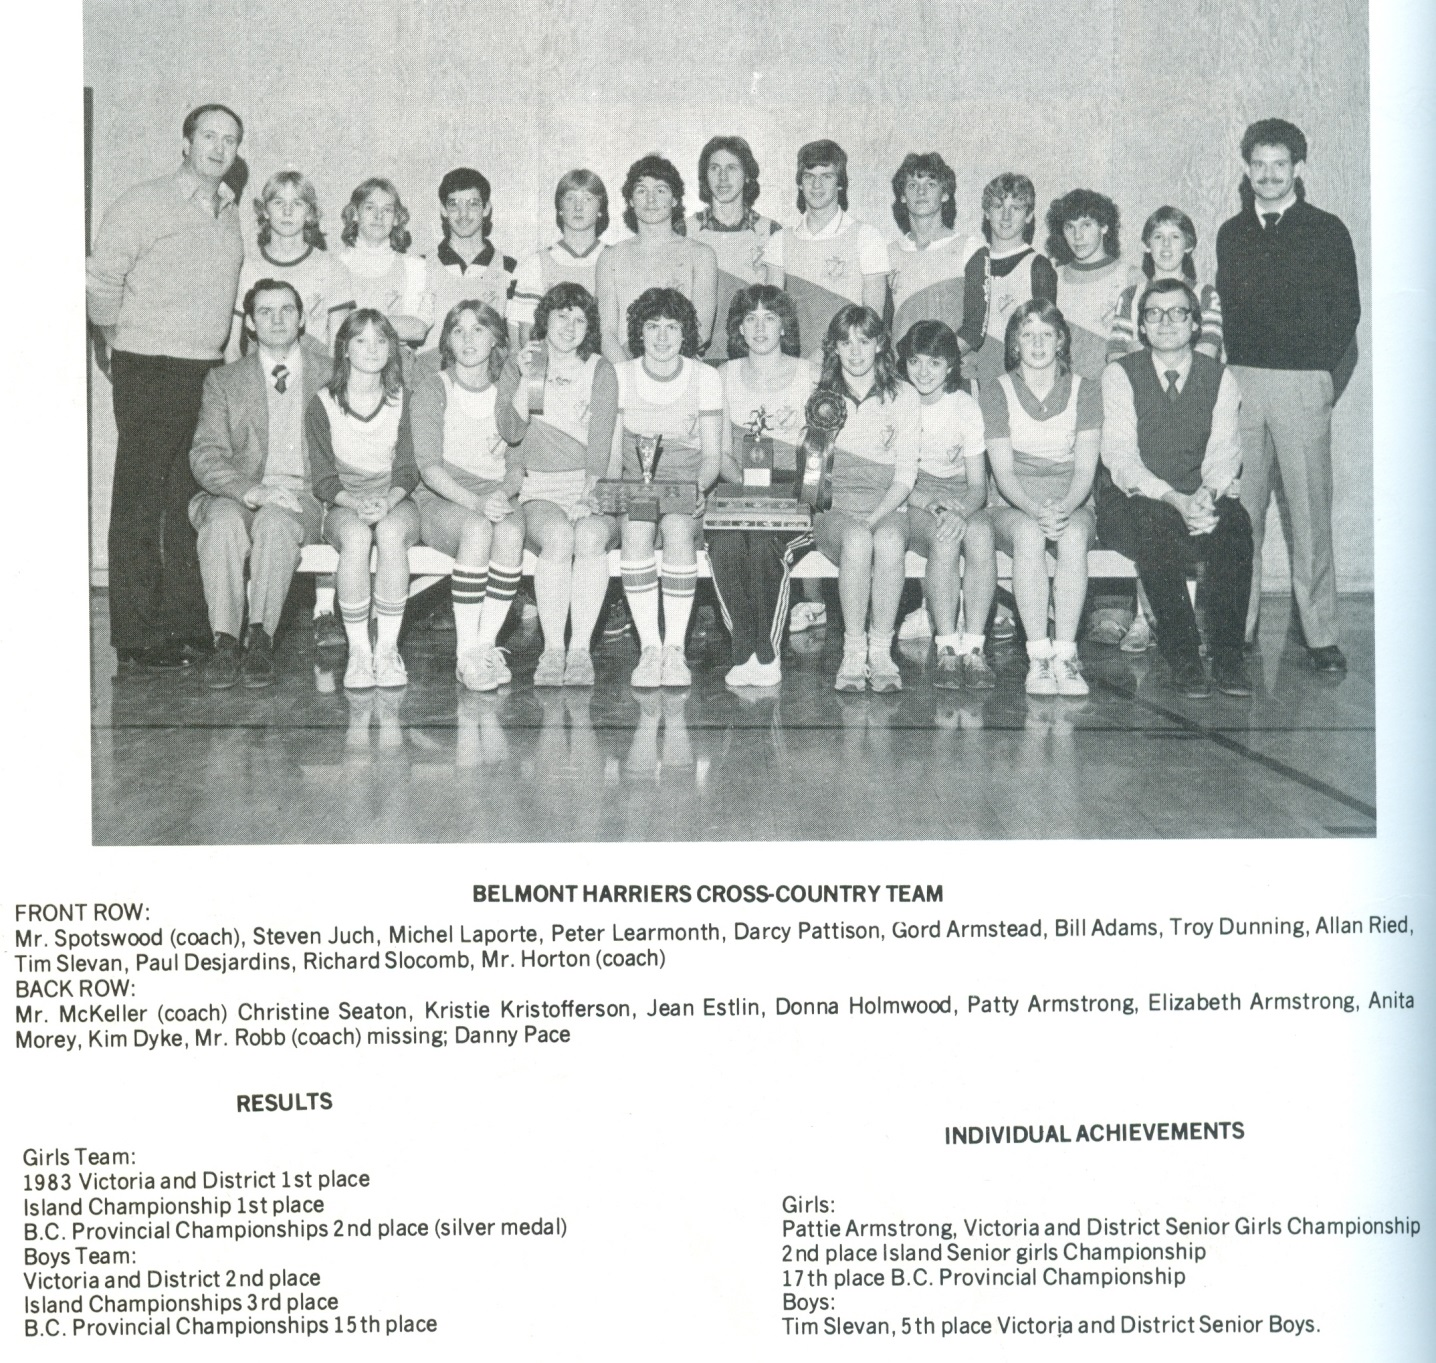 BELMONT HARRIERS CROSS-COUNTRY TEAM
FRONT ROW:
Mr. Spotswood (coach), Steven Juch, Michel Laporte, Peter Learmonth, Darcy Pattison, Gord Armstead, Bill Adams, Troy Dunning, Allan Ried,
Tim Slevan, Paul Desjardins, Richard Slocomb, Mr. Horton (coach)
BACK ROW:
Mr. McKeller (coach) Christine Seaton, Kristie Kristofferson, Jean Estlin, Donna Holmwood, Patty Armstrong, Elizabeth Armstrong, Anita
Morey, Kim Dyke, Mr. Robb (coach) missing; Danny Pace
RESULTS
Girls Team:
1983 Victoria and District 1st place
Island Championship 1st place
B.C. Provincial Championships 2nd place (silver medal)
Boys Team:
Victoria and District 2nd place
Island Championships 3rd place
B.C. Provincial Championships 15th place
INDIVIDUAL ACHIEVEMENTS
Girls:
Pattie Armstrong, Victoria and District Senior Girls Championship
2nd place Island Senior girls Championship
17th place B.C. Provincial Championship
Boys:
Tim Slevan, 5th place Victoria and District Senior Boys.